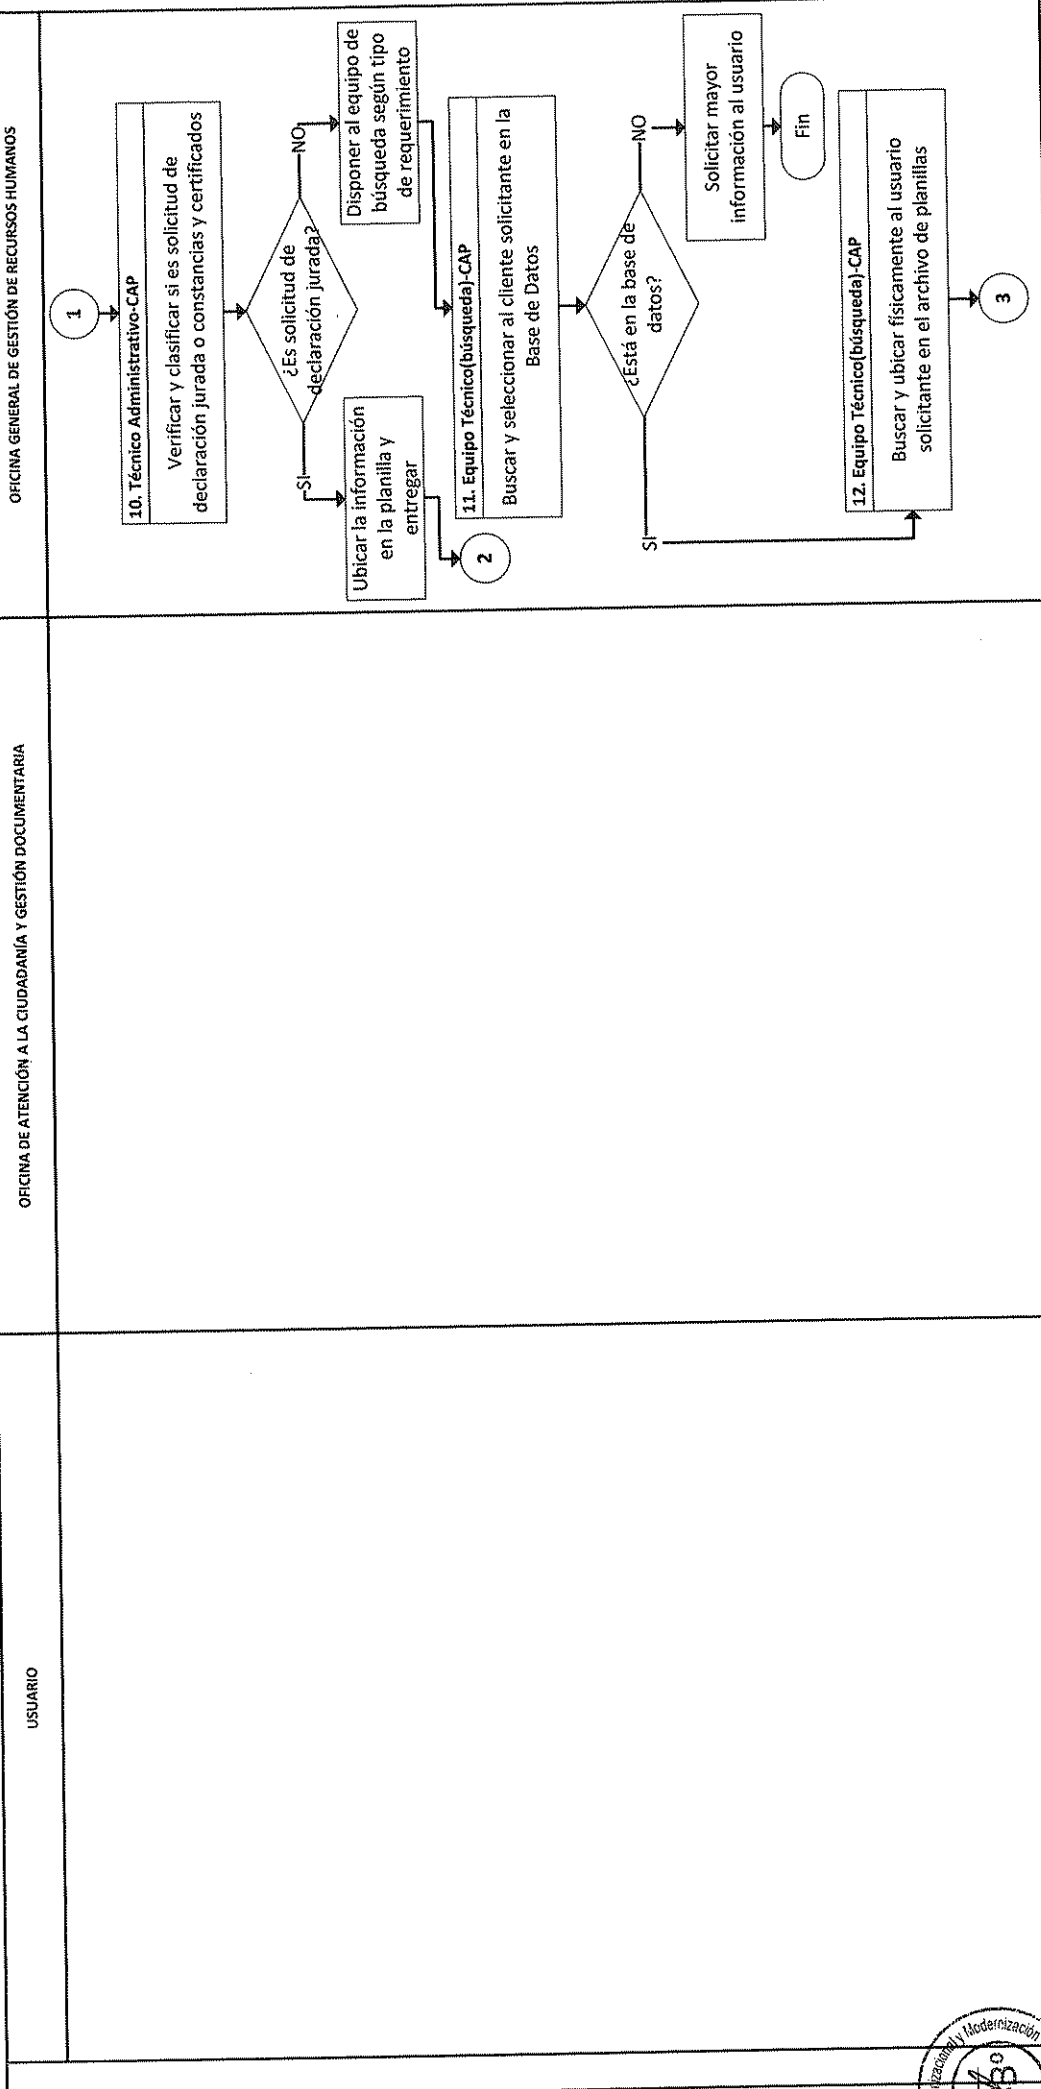 USUARIO
OFICINA DE ATENCIÓN A LA CIUDADANÍA Y GESTIÓN DOCUMENTARIA
OFICINA GENERAL DE GESTIÓN DE RECURSOS HUMANOS
1
10. Técnico Administrativo-CAP
Verificar y clasificar si es solicitud de
declaración jurada o constancias y certificados
¿Es solicitud de
declaración jurada?
SI
NO
Ubicar la información
en la planilla y
entregar
2
Disponer al equipo de
búsqueda según tipo
de requerimiento
11. Equipo Técnico(búsqueda)-CAP
Buscar y seleccionar al cliente solicitante en la
Base de Datos
¿Está en la base de
datos?
SI
NO
Solicitar mayor
información al usuario
Fin
12. Equipo Técnico(búsqueda)-CAP
Buscar y ubicar físicamente al usuario
solicitante en el archivo de planillas
3
izacional y Modernización